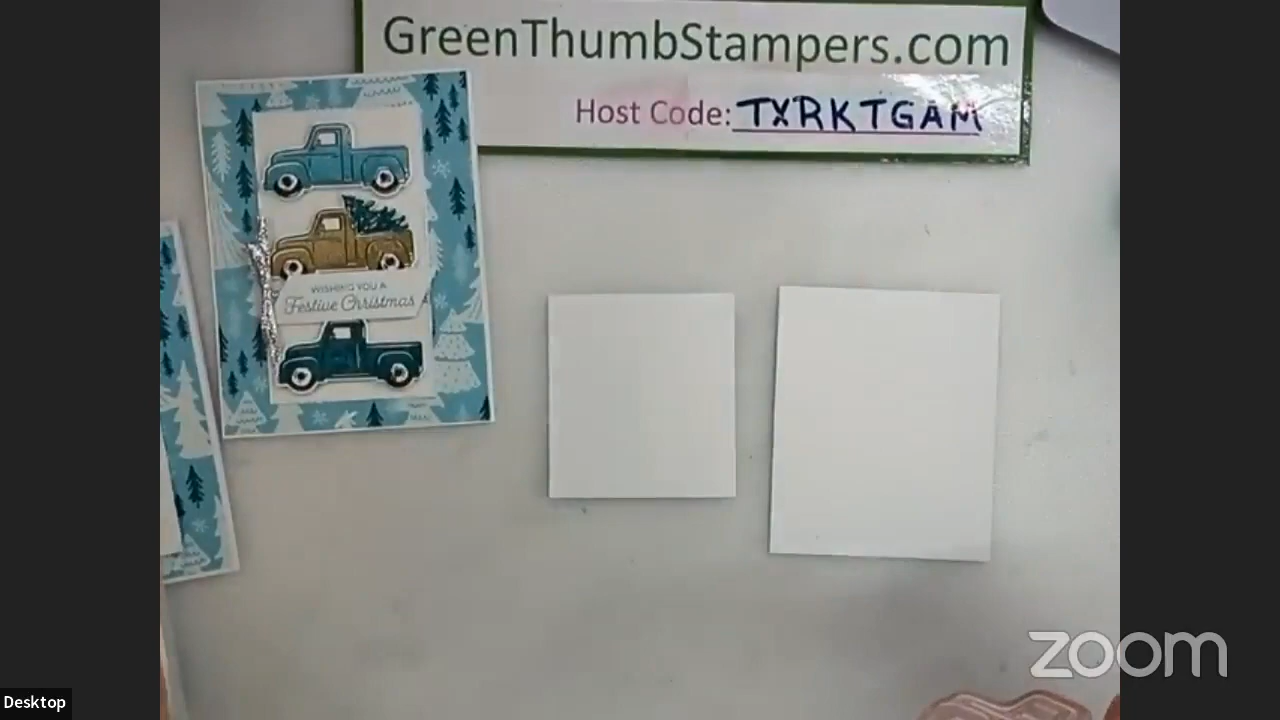 GreenThumbStampers.com
Host Code: TXRKTGAM
WISHING YOU A
Festive Christmas
zoom
Desktop